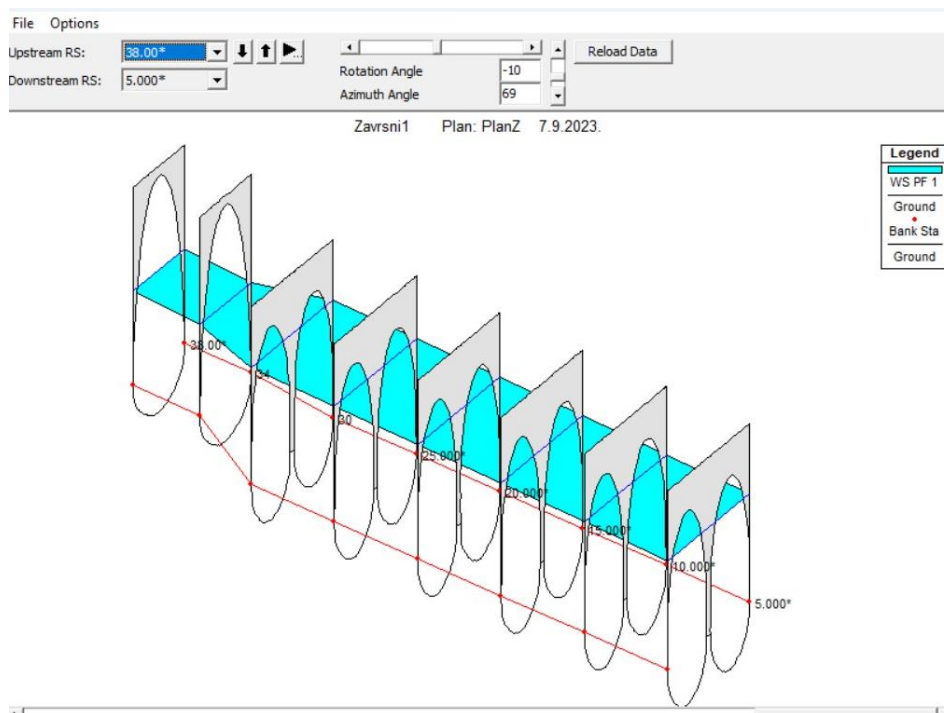 File Options
Upstream RS: 38.00*
Downstream RS: 5.000*
Rotation Angle -10
Azimuth Angle 69
Reload Data
Zavrsni1 Plan: PlanZ 7.9.2023.
Legend
WS PF 1
Ground
Bank Sta
Ground
38.00*
34
30
25.000*
20.000*
15.000*
10.000*
5.000*